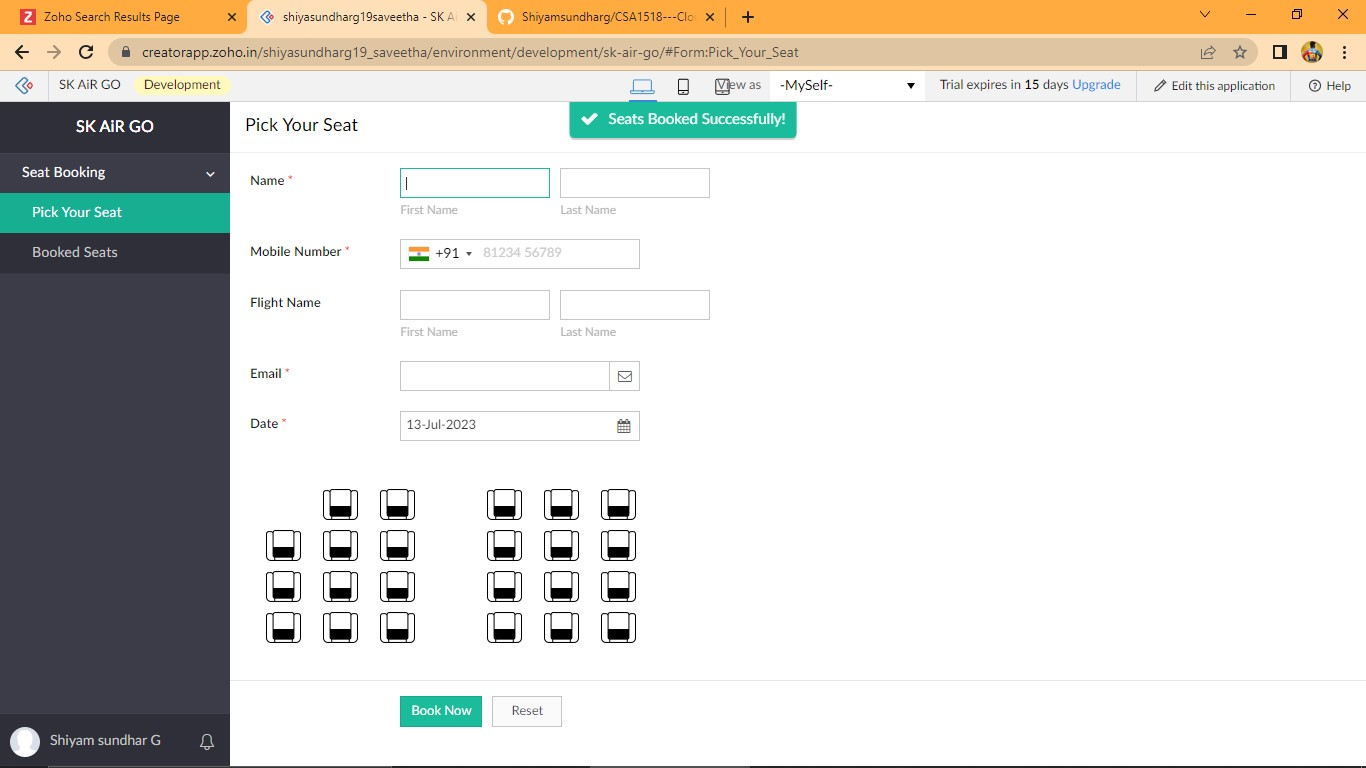 Zoho Search Results Page
shiyasundharg19saveetha - SK Ai
Shiyamsundharg/CSA1518---Clo
creatorapp.zoho.in/shiyasundharg19_saveetha/environment/development/sk-air-go/#Form:Pick_Your_Seat
SK AiR GO
Development
View as
-MySelf-
Trial expires in 15 days Upgrade
Edit this application
Help
SK AiR GO
Pick Your Seat
Seats Booked Successfully!
Seat Booking
Pick Your Seat
Booked Seats
Name *
First Name
Last Name
Mobile Number *
+91
81234 56789
Flight Name
First Name
Last Name
Email *
Date *
13-Jul-2023
Book Now
Reset
Shiyam sundhar G